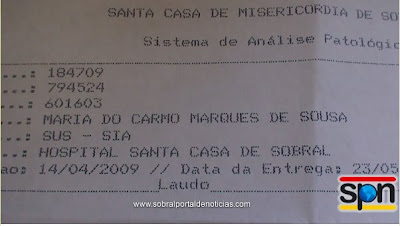 SANTA CASA DE MISERICORDIA DE SO
Sistema de Análise Patológic
...: 184709
...: 794524
...: 601603
...: MARIA DO CARMO MARQUES DE SOUSA
...: SUS - SIA
...: HOSPITAL SANTA CASA DE SOBRAL
ao: 14/04/2009 // Data da Entrega: 23/05
Laudo
www.sobralportaldenoticias.com
spn